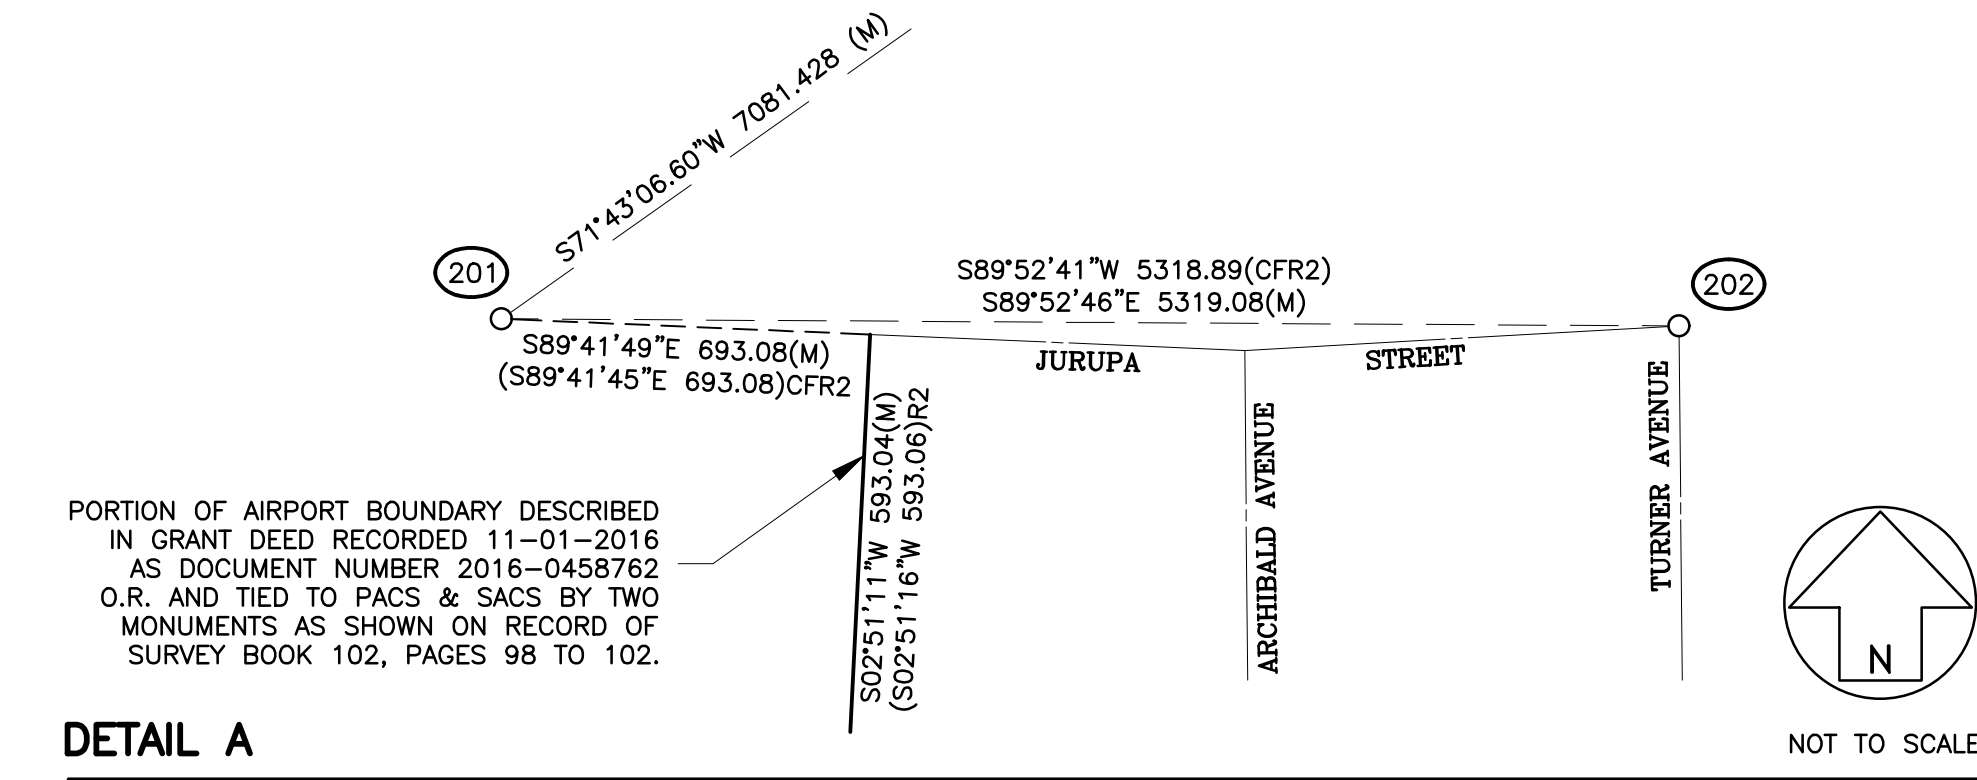 S71°43'06.60"W 7081.428 (M)
201
S89°52'41"W 5318.89(CFR2)
S89°52'46"E 5319.08(M)
202
S89°41'49"E 693.08(M)
(S89°41'45"E 693.08)CFR2
JURUPA STREET
S02°51'11"W 593.04(M)
(S02°51'16"W 593.06)R2
ARCHIBALD AVENUE
TURNER AVENUE
PORTION OF AIRPORT BOUNDARY DESCRIBED
IN GRANT DEED RECORDED 11-01-2016
AS DOCUMENT NUMBER 2016-0458762
O.R. AND TIED TO PACS & SACS BY TWO
MONUMENTS AS SHOWN ON RECORD OF
SURVEY BOOK 102, PAGES 98 TO 102.
N
DETAIL A
NOT TO SCALE